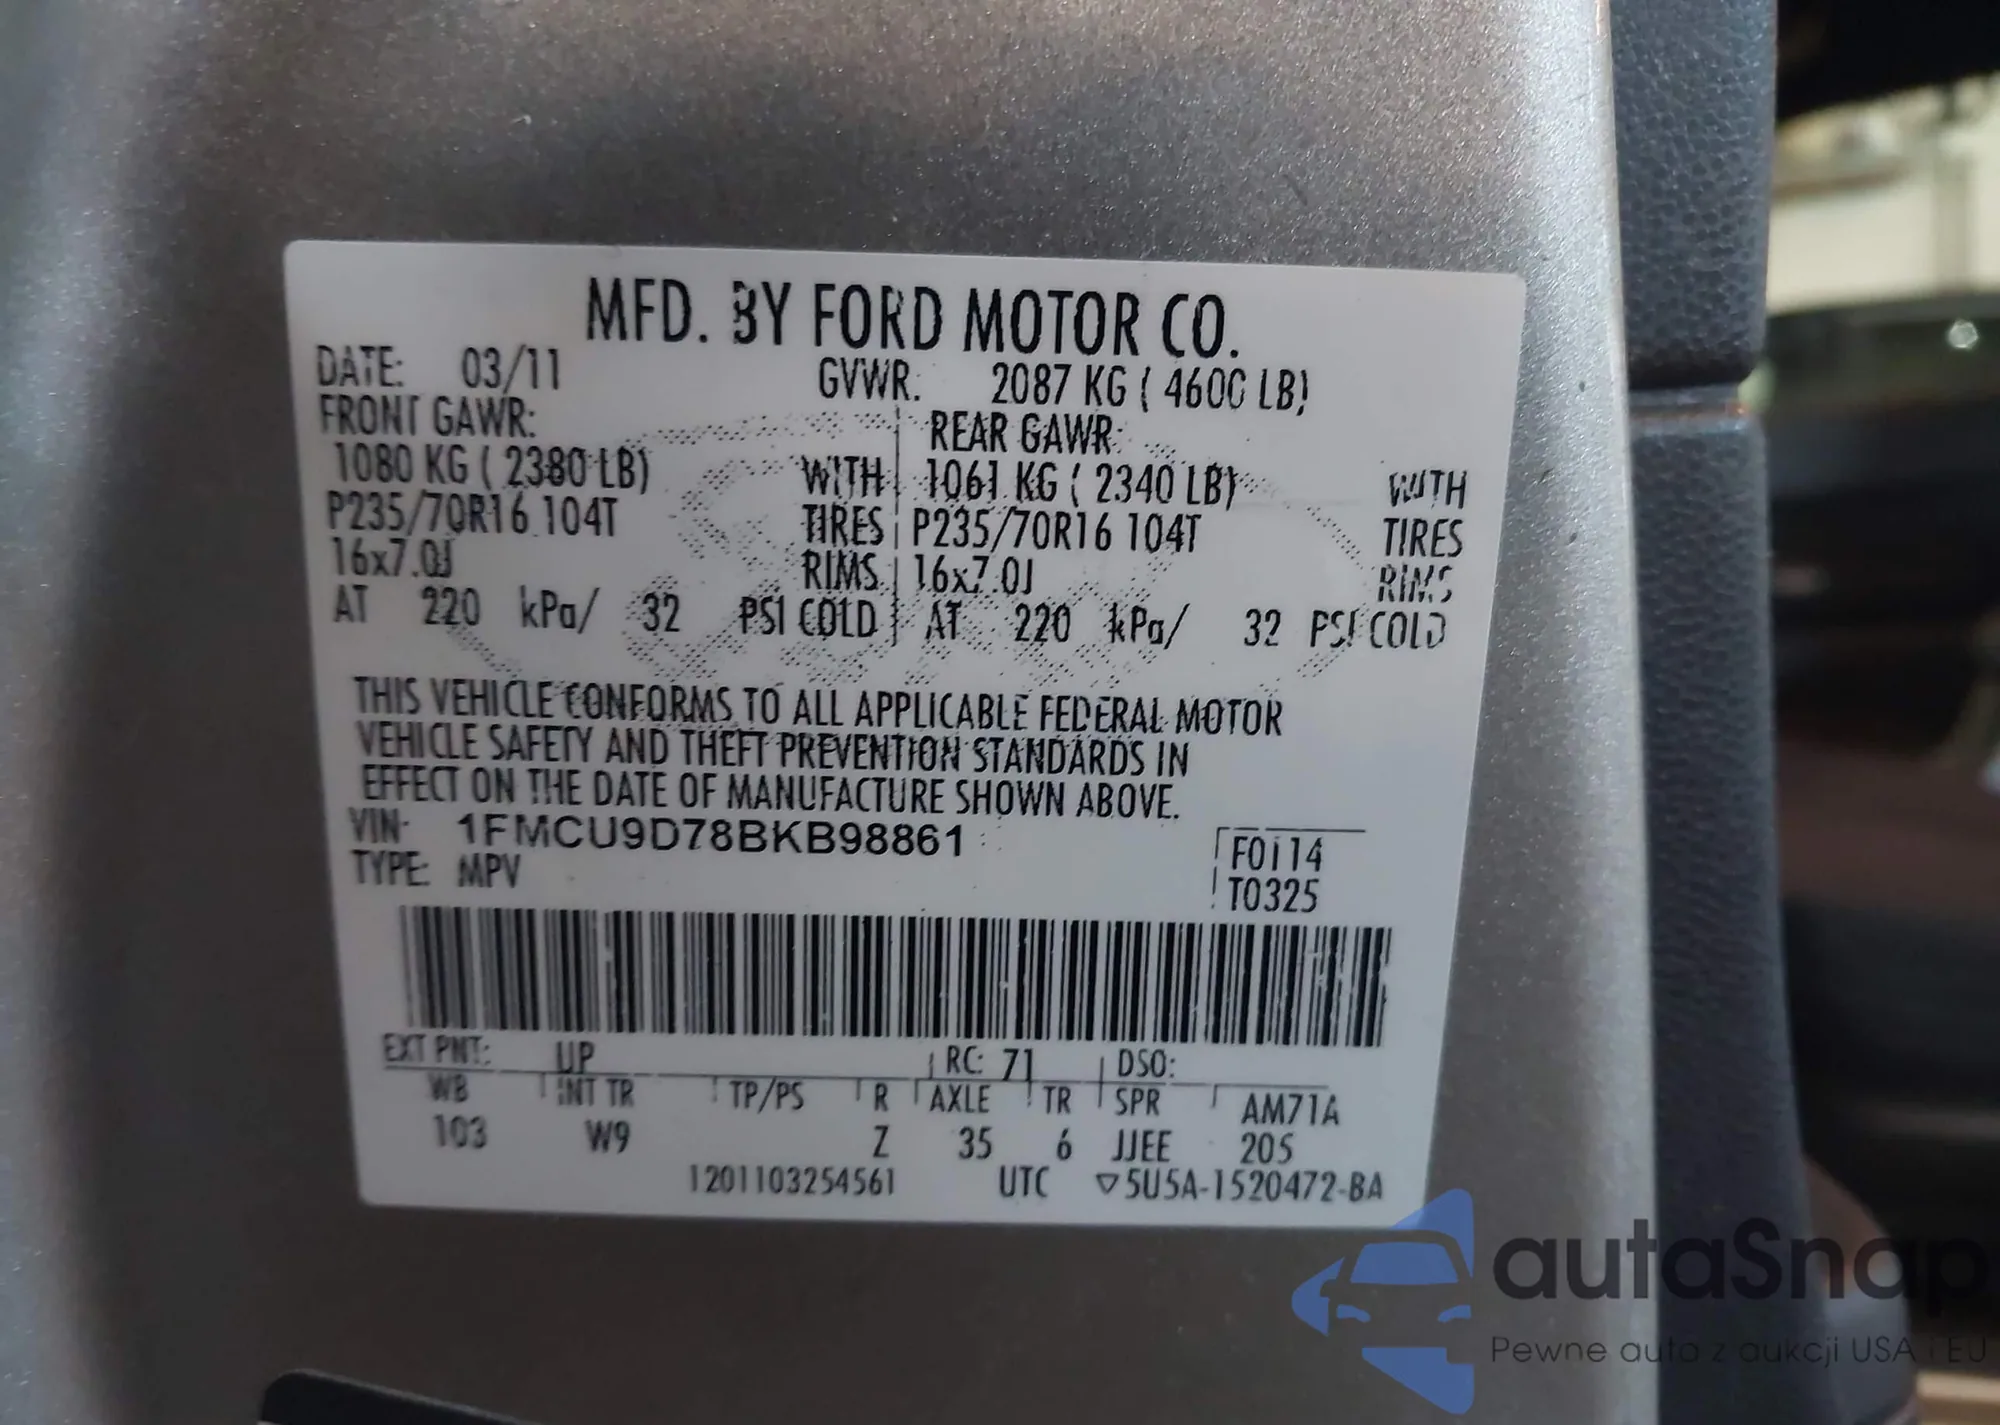 MFD. BY FORD MOTOR CO.
DATE: 03/11 GVWR: 2087 KG ( 4600 LB)
FRONT GAWR: REAR GAWR:
1080 KG ( 2380 LB) WITH 1061 KG ( 2340 LB) WITH
P235/70R16 104T TIRES P235/70R16 104T TIRES
16x7.0J RIMS 16x7.0J RIMS
AT 220 kPa/ 32 PSI COLD AT 220 kPa/ 32 PSI COLD
THIS VEHICLE CONFORMS TO ALL APPLICABLE FEDERAL MOTOR
VEHICLE SAFETY AND THEFT PREVENTION STANDARDS IN
EFFECT ON THE DATE OF MANUFACTURE SHOWN ABOVE.
VIN: 1FMCU9D78BKB98861
TYPE: MPV
F0114
T0325
EXT PNT: UP RC: 71 DSO:
WB INT TR TP/PS R AXLE TR SPR AM71A
103 W9 Z 35 6 JJEE 205
1201103254561 UTC ▽5U5A-1520472-BA
autaSnap
Pewne auta z aukcji USA i EU